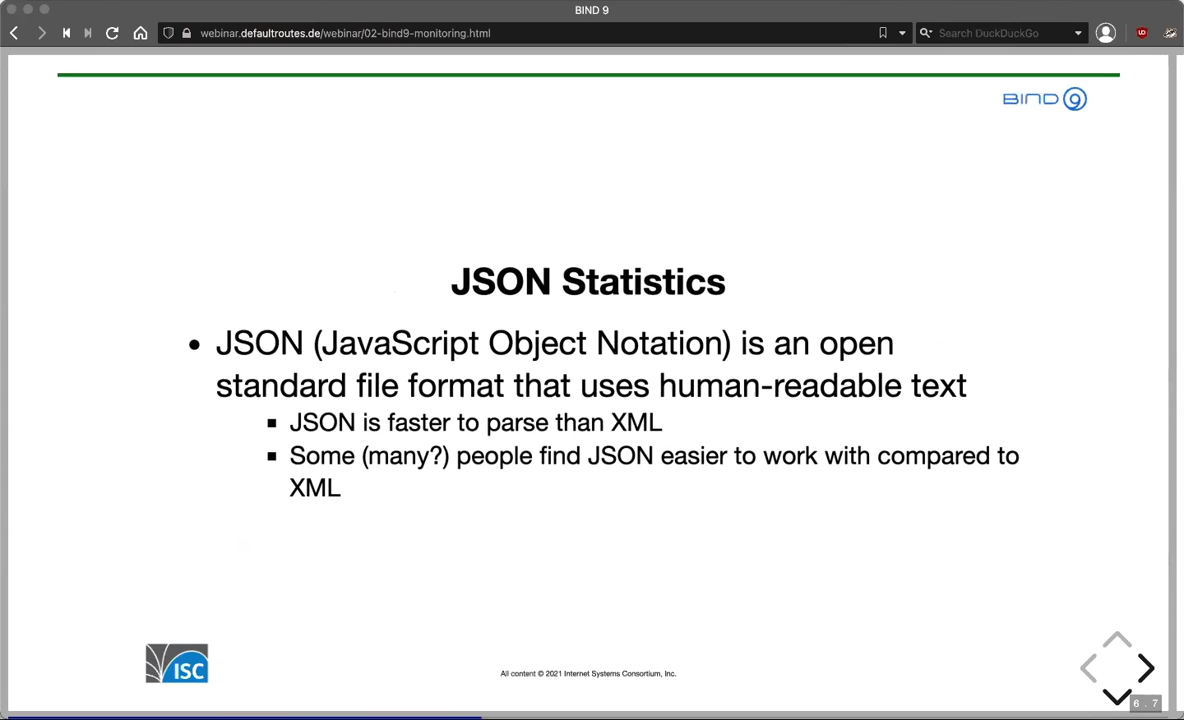 BIND 9
webinar.defaultroutes.de/webinar/02-bind9-monitoring.html
Search DuckDuckGo
BIND 9
JSON Statistics
• JSON (JavaScript Object Notation) is an open
standard file format that uses human-readable text
▪ JSON is faster to parse than XML
▪ Some (many?) people find JSON easier to work with compared to
XML
ISC
All content © 2021 Internet Systems Consortium, Inc.
6 . 7